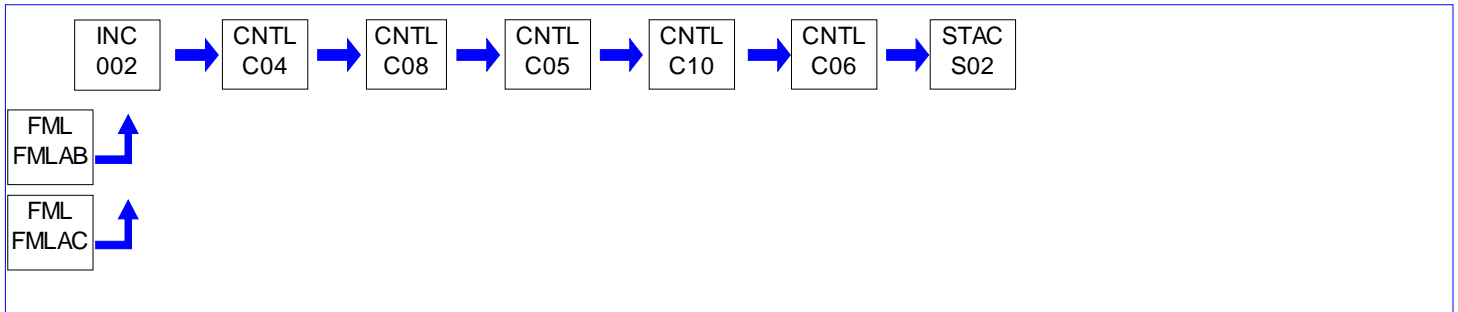 INC
002
CNTL
C04
CNTL
C08
CNTL
C05
CNTL
C10
CNTL
C06
STAC
S02
FML
FMLAB
FML
FMLAC